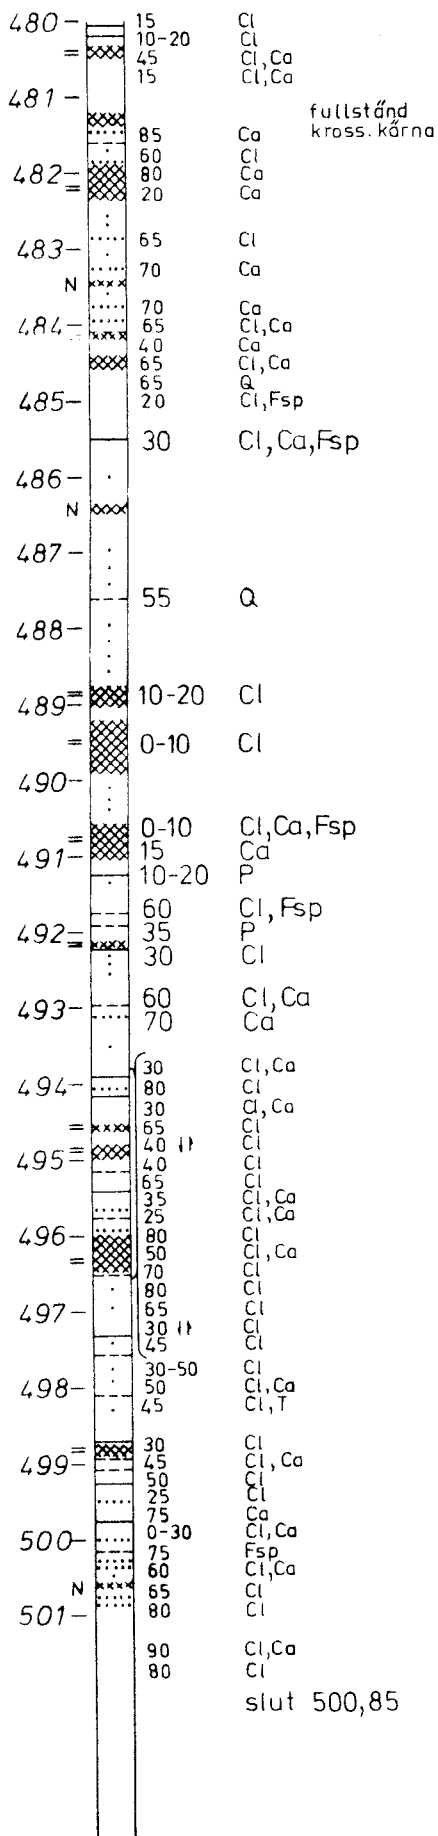 480 15 Cl
10-20 Cl
= 45 Cl,Ca
15 Cl,Ca
481
fullständ
kross. kärna
85 Ca
60 Cl
482 80 Ca
= 20 Ca
65 Cl
483
70 Ca
N
70 Ca
484 65 Cl,Ca
= 40 Ca
65 Cl,Ca
65 Q
485 20 Cl,Fsp
30 Cl,Ca,Fsp
486
N
487
55 Q
488
= 10-20 Cl
489
= 0-10 Cl
490
0-10 Cl,Ca,Fsp
=
491 15 Ca
10-20 P
60 Cl,Fsp
492 35 P
= 30 Cl
60 Cl,Ca
493 70 Ca
30 Cl,Ca
494 80 Cl
30 Cl,Ca
= 65 Cl
= 40 Cl
495 40 Cl
65 Cl
35 Cl,Ca
25 Cl,Ca
496 80 Cl
50 Cl,Ca
= 70 Cl
80 Cl
497 65 Cl
30 Cl
45 Cl
30-50 Cl
498 50 Cl,Ca
45 Cl,T
= 30 Cl
499 45 Cl,Ca
50 Cl
25 Cl
75 Ca
500 0-30 Cl,Ca
75 Fsp
60 Cl,Ca
N 65 Cl
501 80 Cl
90 Cl,Ca
80 Cl
slut 500,85